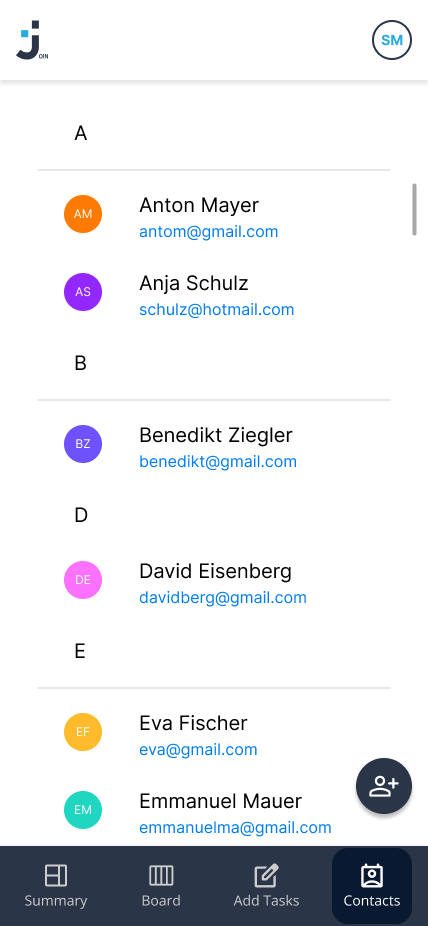 Join
SM
A
AM
Anton Mayer
antom@gmail.com
AS
Anja Schulz
schulz@hotmail.com
B
BZ
Benedikt Ziegler
benedikt@gmail.com
D
DE
David Eisenberg
davidberg@gmail.com
E
EF
Eva Fischer
eva@gmail.com
EM
Emmanuel Mauer
emmanuelma@gmail.com
Summary
Board
Add Tasks
Contacts